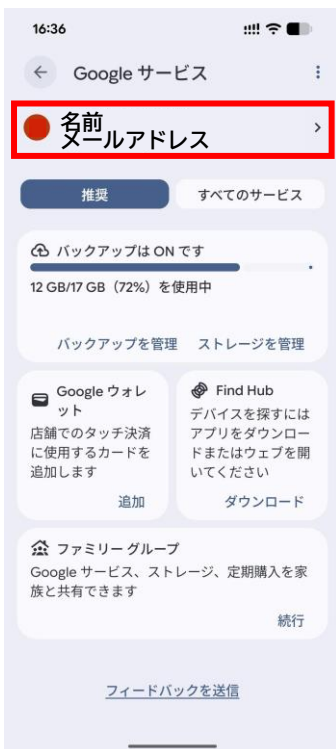 16:36
Google サービス
名前
メールアドレス
推奨
すべてのサービス
バックアップは ON です
12 GB/17 GB（72%）を使用中
バックアップを管理
ストレージを管理
Google ウォレ
ット
店舗でのタッチ決済
に使用するカードを
追加します
追加
Find Hub
デバイスを探すには
アプリをダウンロー
ドまたはウェブを開
いてください
ダウンロード
ファミリー グループ
Google サービス、ストレージ、定期購入を家
族と共有できます
続行
フィードバックを送信